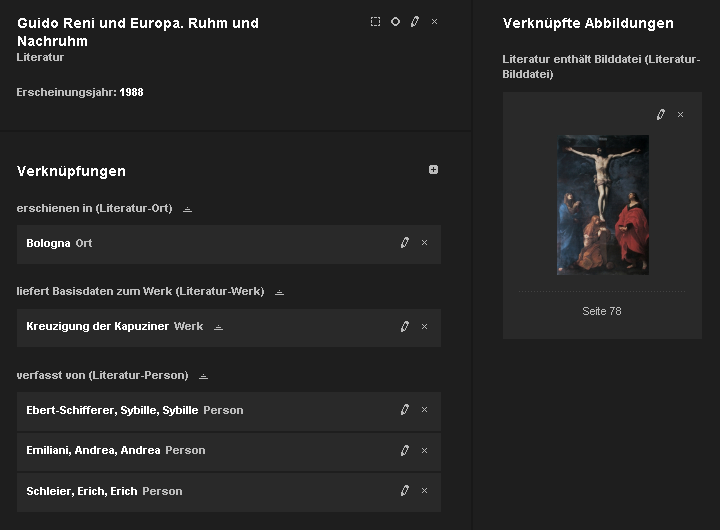 Guido Reni und Europa. Ruhm und
Nachruhm
Literatur
Erscheinungsjahr: 1988
Verknüpfungen
erschienen in (Literatur-Ort)
Bologna Ort
liefert Basisdaten zum Werk (Literatur-Werk)
Kreuzigung der Kapuziner Werk
verfasst von (Literatur-Person)
Ebert-Schifferer, Sybille, Sybille Person
Emiliani, Andrea, Andrea Person
Schleier, Erich, Erich Person
Verknüpfte Abbildungen
Literatur enthält Bilddatei (Literatur-
Bilddatei)
Seite 78